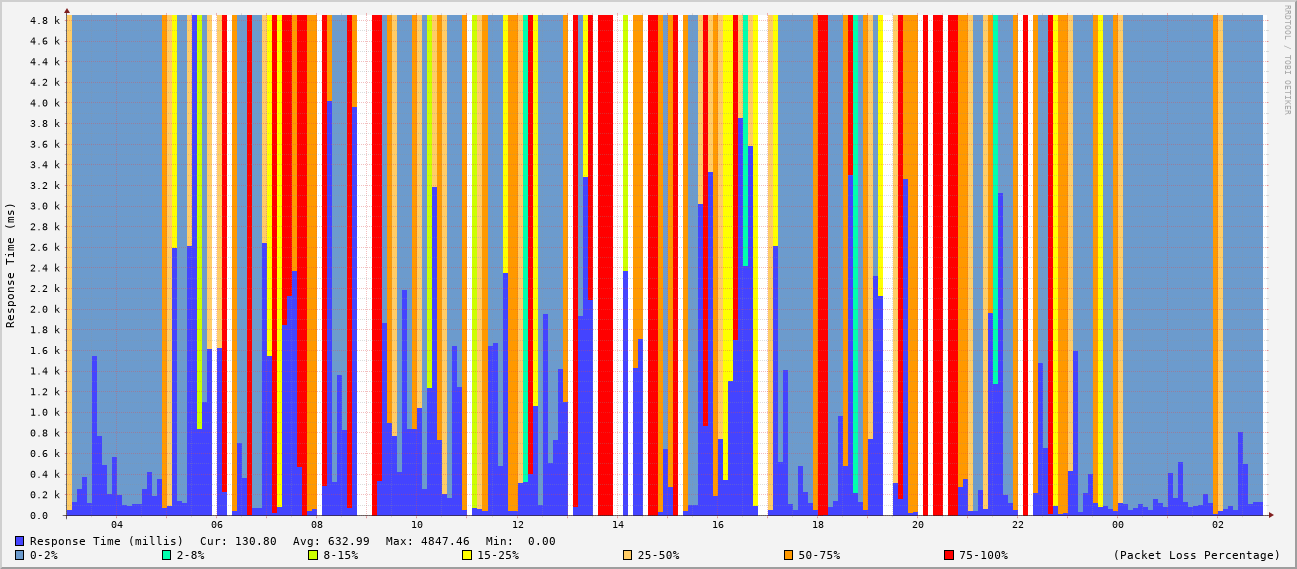 RRDTOOL / TOBI OETIKER
Response Time (ms)
4.8 k
4.6 k
4.4 k
4.2 k
4.0 k
3.8 k
3.6 k
3.4 k
3.2 k
3.0 k
2.8 k
2.6 k
2.4 k
2.2 k
2.0 k
1.8 k
1.6 k
1.4 k
1.2 k
1.0 k
0.8 k
0.6 k
0.4 k
0.2 k
0.0
04 06 08 10 12 14 16 18 20 22 00 02
Response Time (millis) Cur: 130.80 Avg: 632.99 Max: 4847.46 Min: 0.00
0-2% 2-8% 8-15% 15-25% 25-50% 50-75% 75-100% (Packet Loss Percentage)